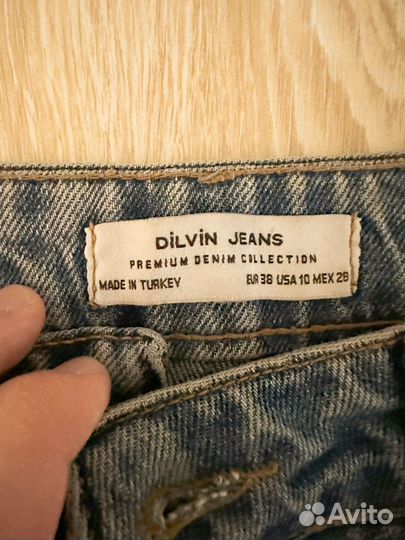 DiLViN JEANS
PREMIUM DENIM COLLECTION
MADE IN TURKEY EUR 38 USA 10 MEX 28
Avito